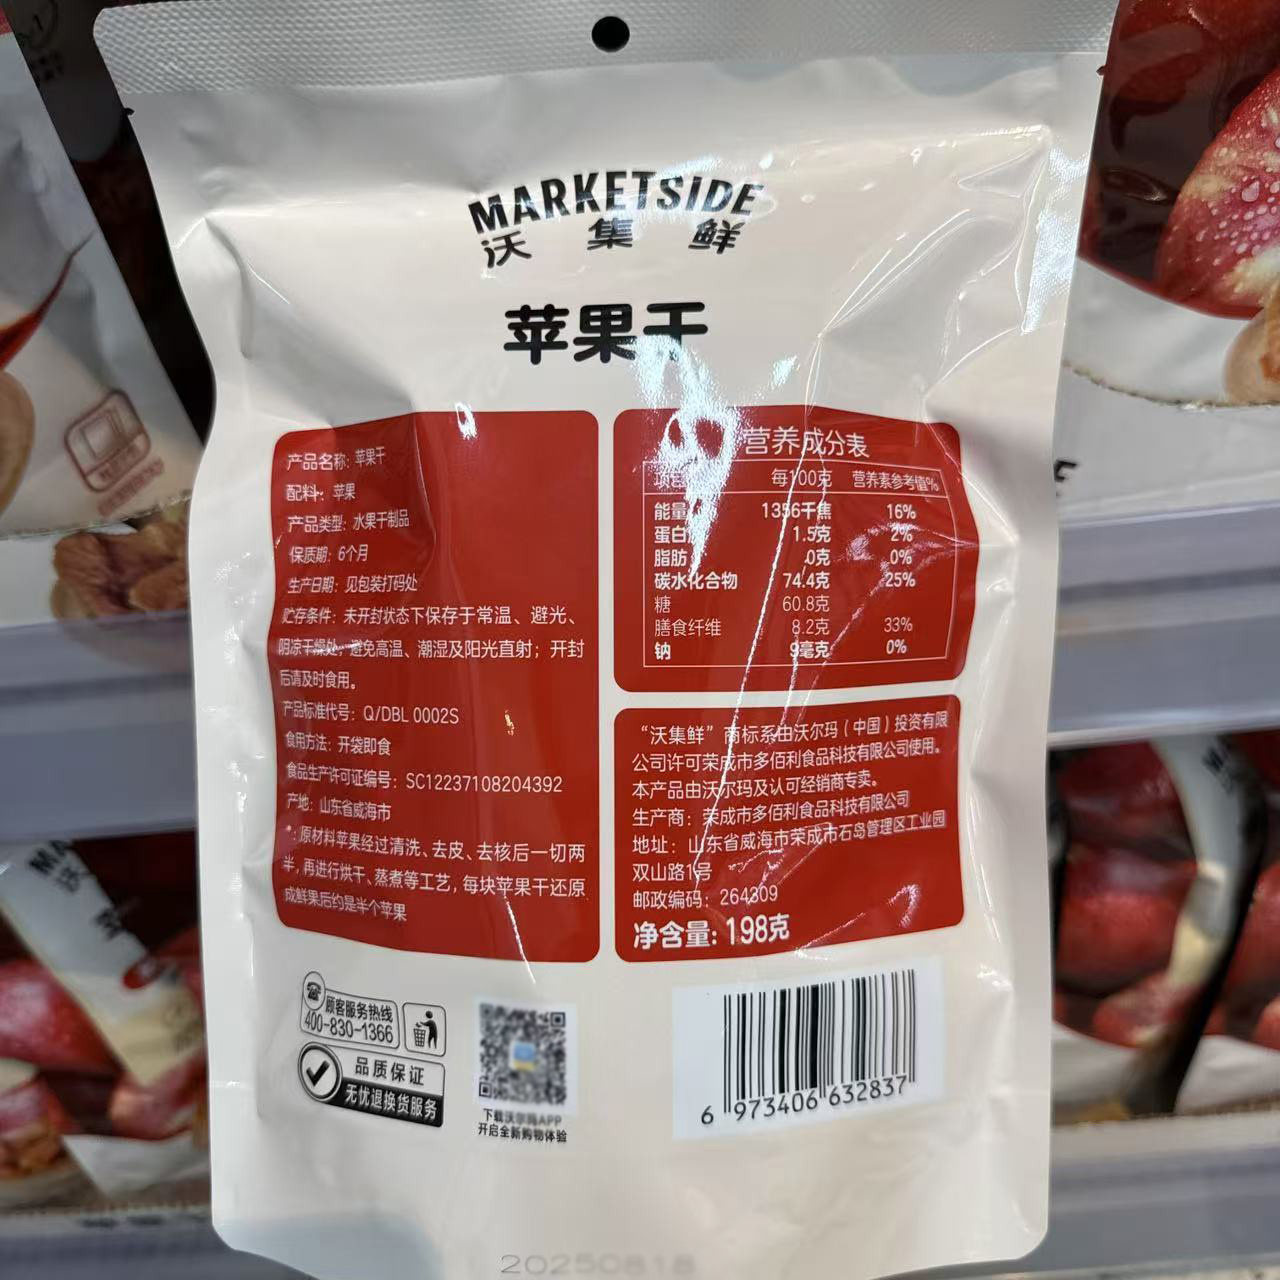 MARKETSIDE
沃集鲜
苹果干
产品名称：苹果干
配料：苹果
产品类型：水果干制品
保质期：6个月
生产日期：见包装打码处
贮存条件：未开封状态下保存于常温、避光、
阴凉干燥处，避免高温、潮湿及阳光直射；开封
后请及时食用。
产品标准代号：Q/DBL 0002S
食用方法：开袋即食
食品生产许可证编号：SC12237108204392
产地：山东省威海市
*：原材料苹果经过清洗、去皮、去核后一切两
半，再进行烘干、蒸煮等工艺，每块苹果干还原
成鲜果后约是半个苹果
营养成分表
每100克 营养素参考值%
能量 1356千焦 16%
蛋白 1.5克 2%
脂肪 0克 0%
碳水化合物 74.4克 25%
糖 60.8克
膳食纤维 8.2克 33%
钠 9毫克 0%
“沃集鲜”商标系由沃尔玛（中国）投资有限
公司许可荣成市多佰利食品科技有限公司使用。
本产品由沃尔玛及认可经销商专卖。
生产商：荣成市多佰利食品科技有限公司
地址：山东省威海市荣成市石岛管理区工业园
双山路1号
邮政编码：264309
净含量：198克
顾客服务热线
400-830-1366
品质保证
无忧退换货服务
下载沃尔玛APP
开启全新购物体验
6 973406 632837
20250818